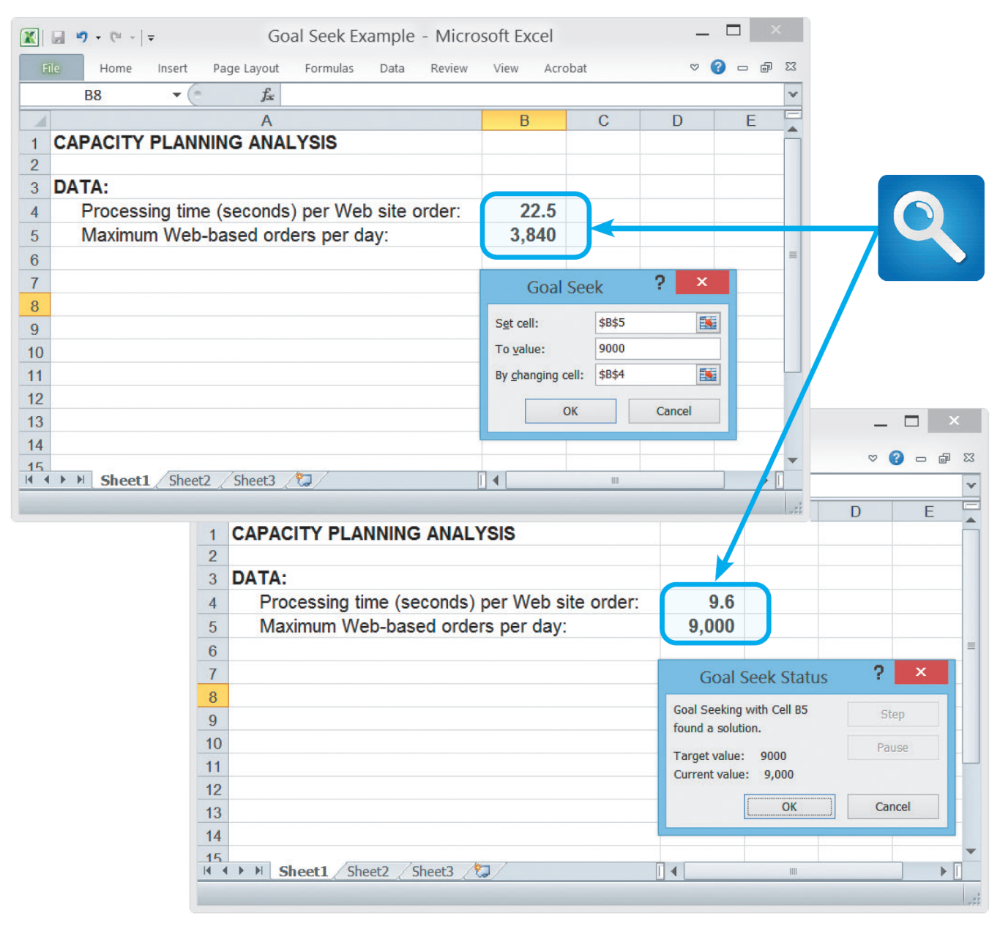 Goal Seek Example - Microsoft Excel
File Home Insert Page Layout Formulas Data Review View Acrobat ?
B8 fx
A B C D E
1 CAPACITY PLANNING ANALYSIS
2
3 DATA:
4 Processing time (seconds) per Web site order: 22.5
5 Maximum Web-based orders per day: 3,840
6
7
8
9
10
11
12
13
14
15
Goal Seek ?
Set cell: $B$5
To value: 9000
By changing cell: $B$4
OK Cancel
Sheet1 Sheet2 Sheet3
?
D E
1 CAPACITY PLANNING ANALYSIS
2
3 DATA:
4 Processing time (seconds) per Web site order: 9.6
5 Maximum Web-based orders per day: 9,000
6
7
8
9
10
11
12
13
14
15
Goal Seek Status ?
Goal Seeking with Cell B5
found a solution.
Step
Pause
Target value: 9000
Current value: 9,000
OK Cancel
Sheet1 Sheet2 Sheet3